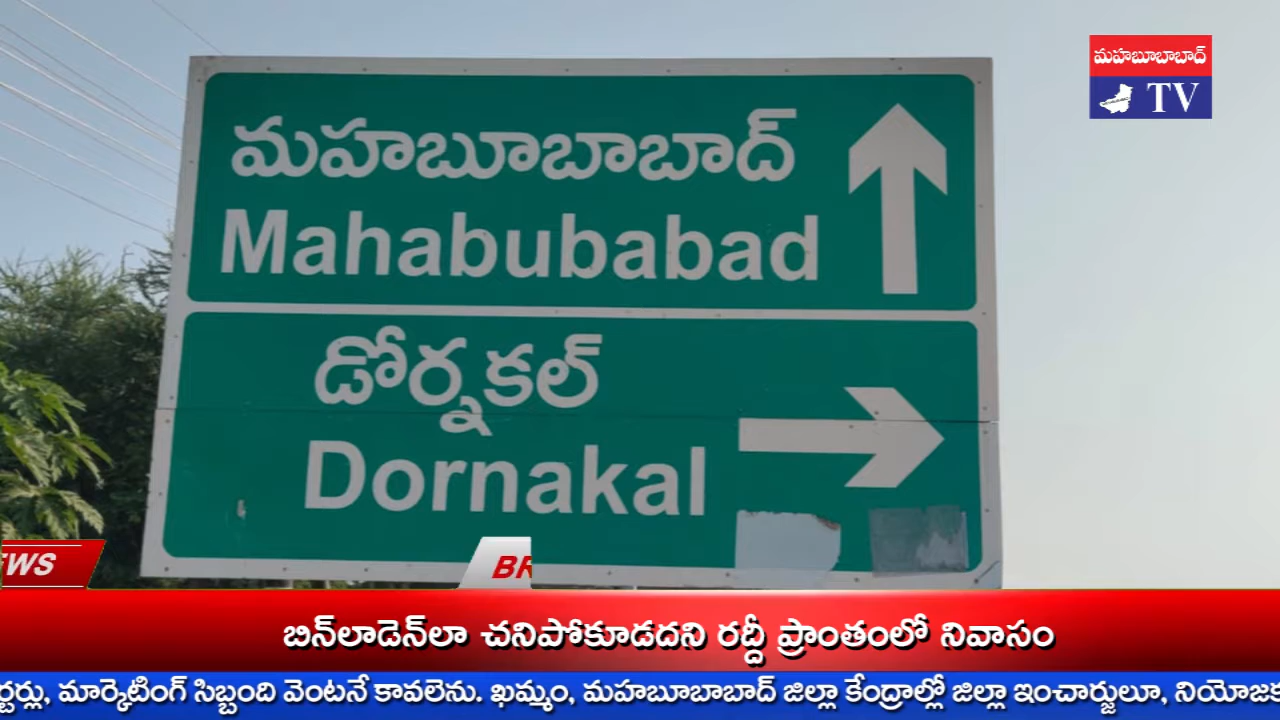 మహబూబాబాద్
TV
మహబూబాబాద్
Mahabubabad
డోర్నకల్
Dornakal
బిన్‌లాడెన్‌లా చనిపోకూడదని రద్దీ ప్రాంతంలో నివాసం
మార్కెటింగ్ సిబ్బంది వెంటనే కావలెను. ఖమ్మం, మహబూబాబాద్ జిల్లా కేంద్రాల్లో జిల్లా ఇంచార్జులూ,